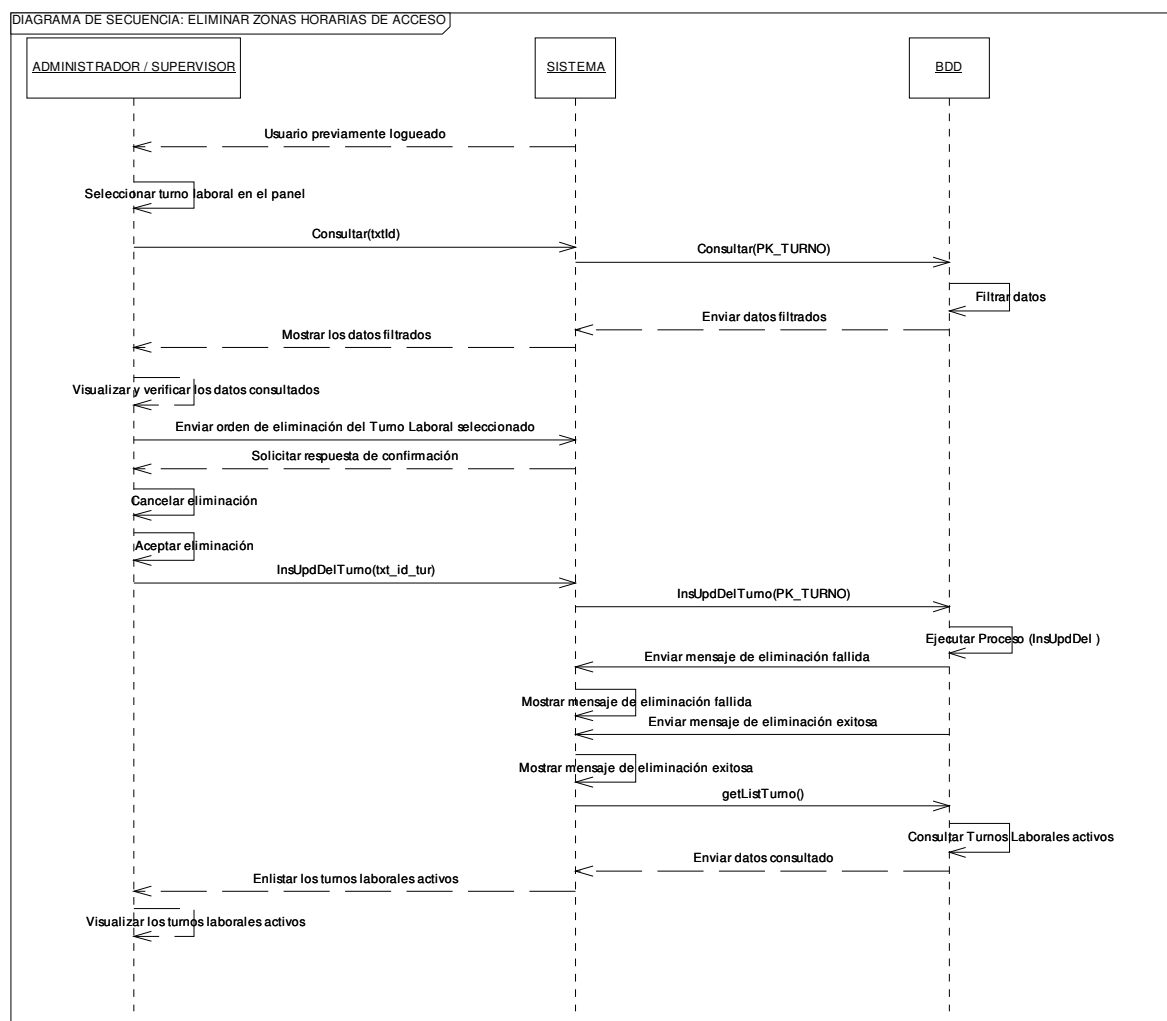 DIAGRAMA DE SECUENCIA: ELIMINAR ZONAS HORARIAS DE ACCESO
ADMINISTRADOR / SUPERVISOR
SISTEMA
BDD
Usuario previamente logueado
Seleccionar turno laboral en el panel
Consultar(txtId)
Consultar(PK_TURNO)
Filtrar datos
Enviar datos filtrados
Mostrar los datos filtrados
Visualizar y verificar los datos consultados
Enviar orden de eliminación del Turno Laboral seleccionado
Solicitar respuesta de confirmación
Cancelar eliminación
Aceptar eliminación
InsUpdDelTurno(txt_id_tur)
InsUpdDelTurno(PK_TURNO)
Ejecutar Proceso (InsUpdDel )
Enviar mensaje de eliminación fallida
Mostrar mensaje de eliminación fallida
Enviar mensaje de eliminación exitosa
Mostrar mensaje de eliminación exitosa
getListTurno()
Consultar Turnos Laborales activos
Enviar datos consultado
Enlistar los turnos laborales activos
Visualizar los turnos laborales activos